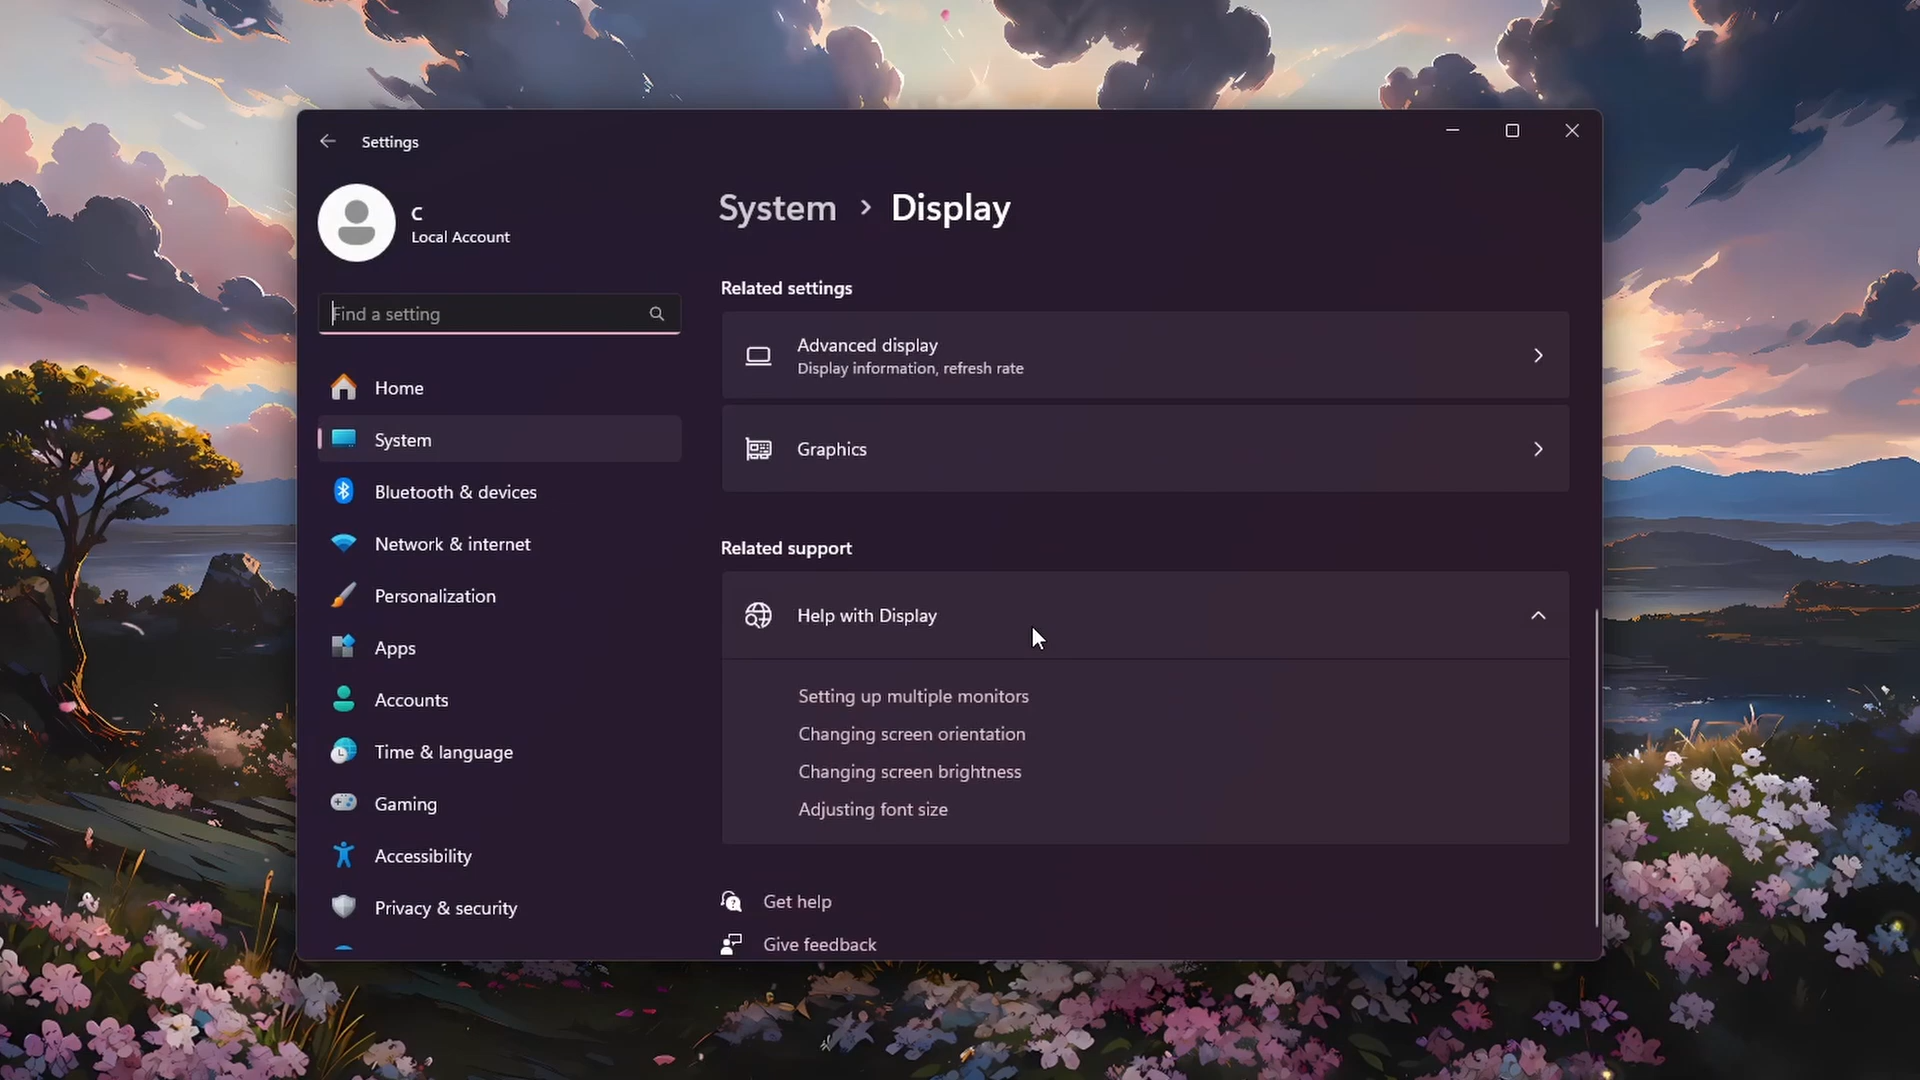 Settings
C
Local Account
Find a setting
Home
System
Bluetooth & devices
Network & internet
Personalization
Apps
Accounts
Time & language
Gaming
Accessibility
Privacy & security
System > Display
Related settings
Advanced display
Display information, refresh rate
Graphics
Related support
Help with Display
Setting up multiple monitors
Changing screen orientation
Changing screen brightness
Adjusting font size
Get help
Give feedback